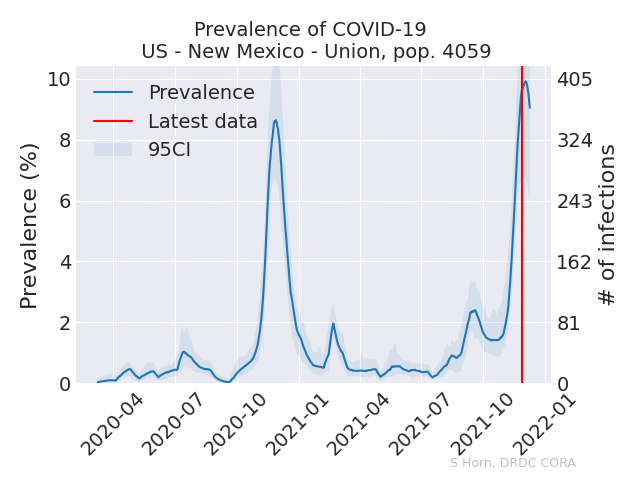 Prevalence of COVID-19
US - New Mexico - Union, pop. 4059
Prevalence
Latest data
95CI
Prevalence (%)
10
8
6
4
2
0
# of infections
405
324
243
162
81
0
2020-04
2020-07
2020-10
2021-01
2021-04
2021-07
2021-10
2022-01
S Horn, DRDC CORA